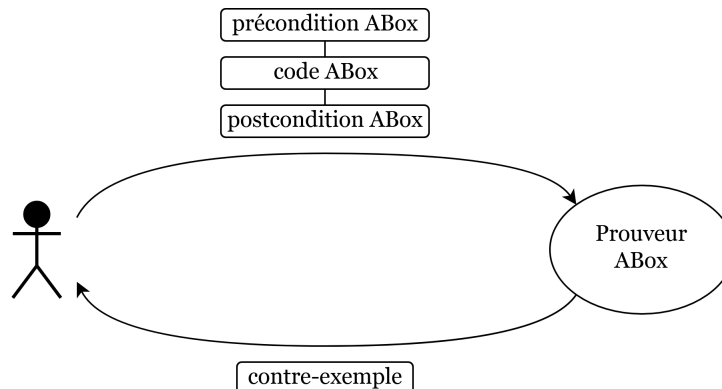 précondition ABox
code ABox
postcondition ABox
Prouveur
ABox
contre-exemple